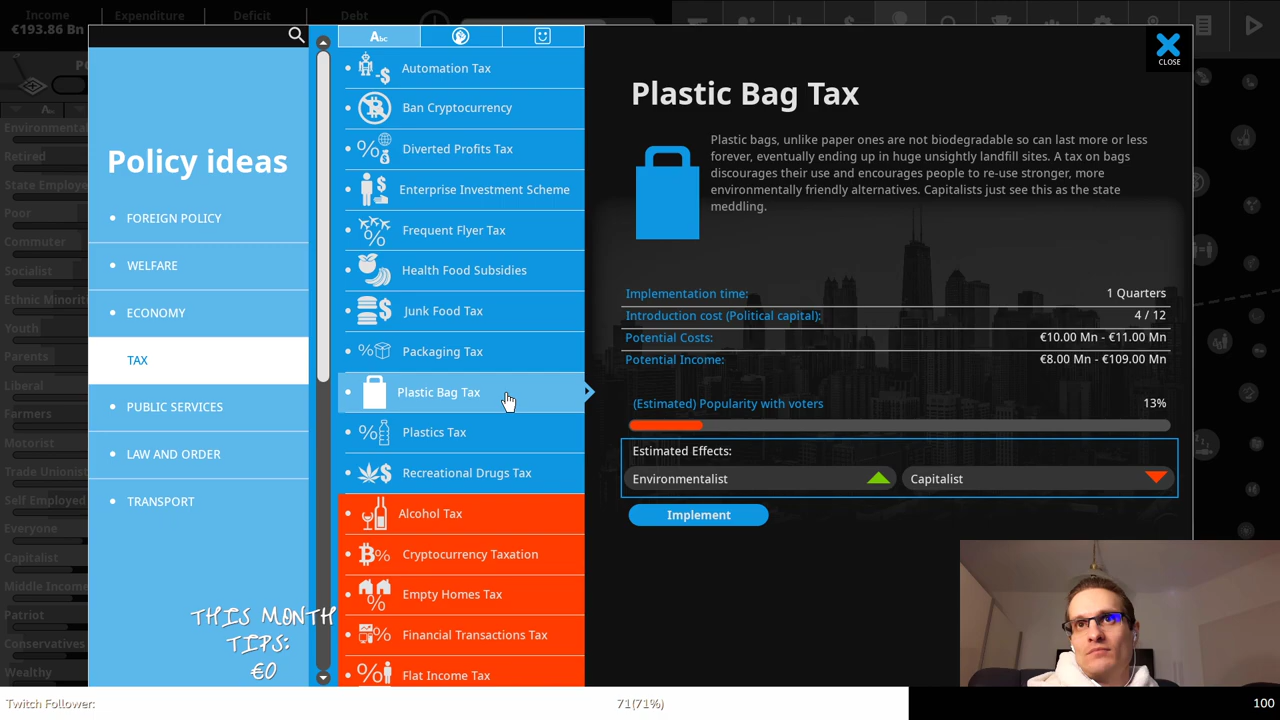 Income
Expenditure
Deficit
Debt
€193.86 Bn
Abc
Automation Tax
Ban Cryptocurrency
Diverted Profits Tax
Enterprise Investment Scheme
Frequent Flyer Tax
Health Food Subsidies
Junk Food Tax
Packaging Tax
Plastic Bag Tax
Plastics Tax
Recreational Drugs Tax
Alcohol Tax
Cryptocurrency Taxation
Empty Homes Tax
Financial Transactions Tax
Flat Income Tax
Policy ideas
FOREIGN POLICY
WELFARE
ECONOMY
TAX
PUBLIC SERVICES
LAW AND ORDER
TRANSPORT
Plastic Bag Tax
CLOSE
Plastic bags, unlike paper ones are not biodegradable so can last more or less
forever, eventually ending up in huge unsightly landfill sites. A tax on bags
discourages their use and encourages people to re-use stronger, more
environmentally friendly alternatives. Capitalists just see this as the state
meddling.
Implementation time: 1 Quarters
Introduction cost (Political capital): 4 / 12
Potential Costs: €10.00 Mn - €11.00 Mn
Potential Income: €8.00 Mn - €109.00 Mn
(Estimated) Popularity with voters 13%
Estimated Effects:
Environmentalist
Capitalist
Implement
Environmental
Retired
State Employe
Poor
Commuter
Socialist
Ethnic Minoriti
Youth
Parents
Liberal
Farmers
Motorist
Trade Unionist
Self Employed
Everyone
Capitalist
Middle Income
Patriot
Conservatives
Wealthy
THIS MONTH
TIPS:
€0
Twitch Follower: 71(71%) 100